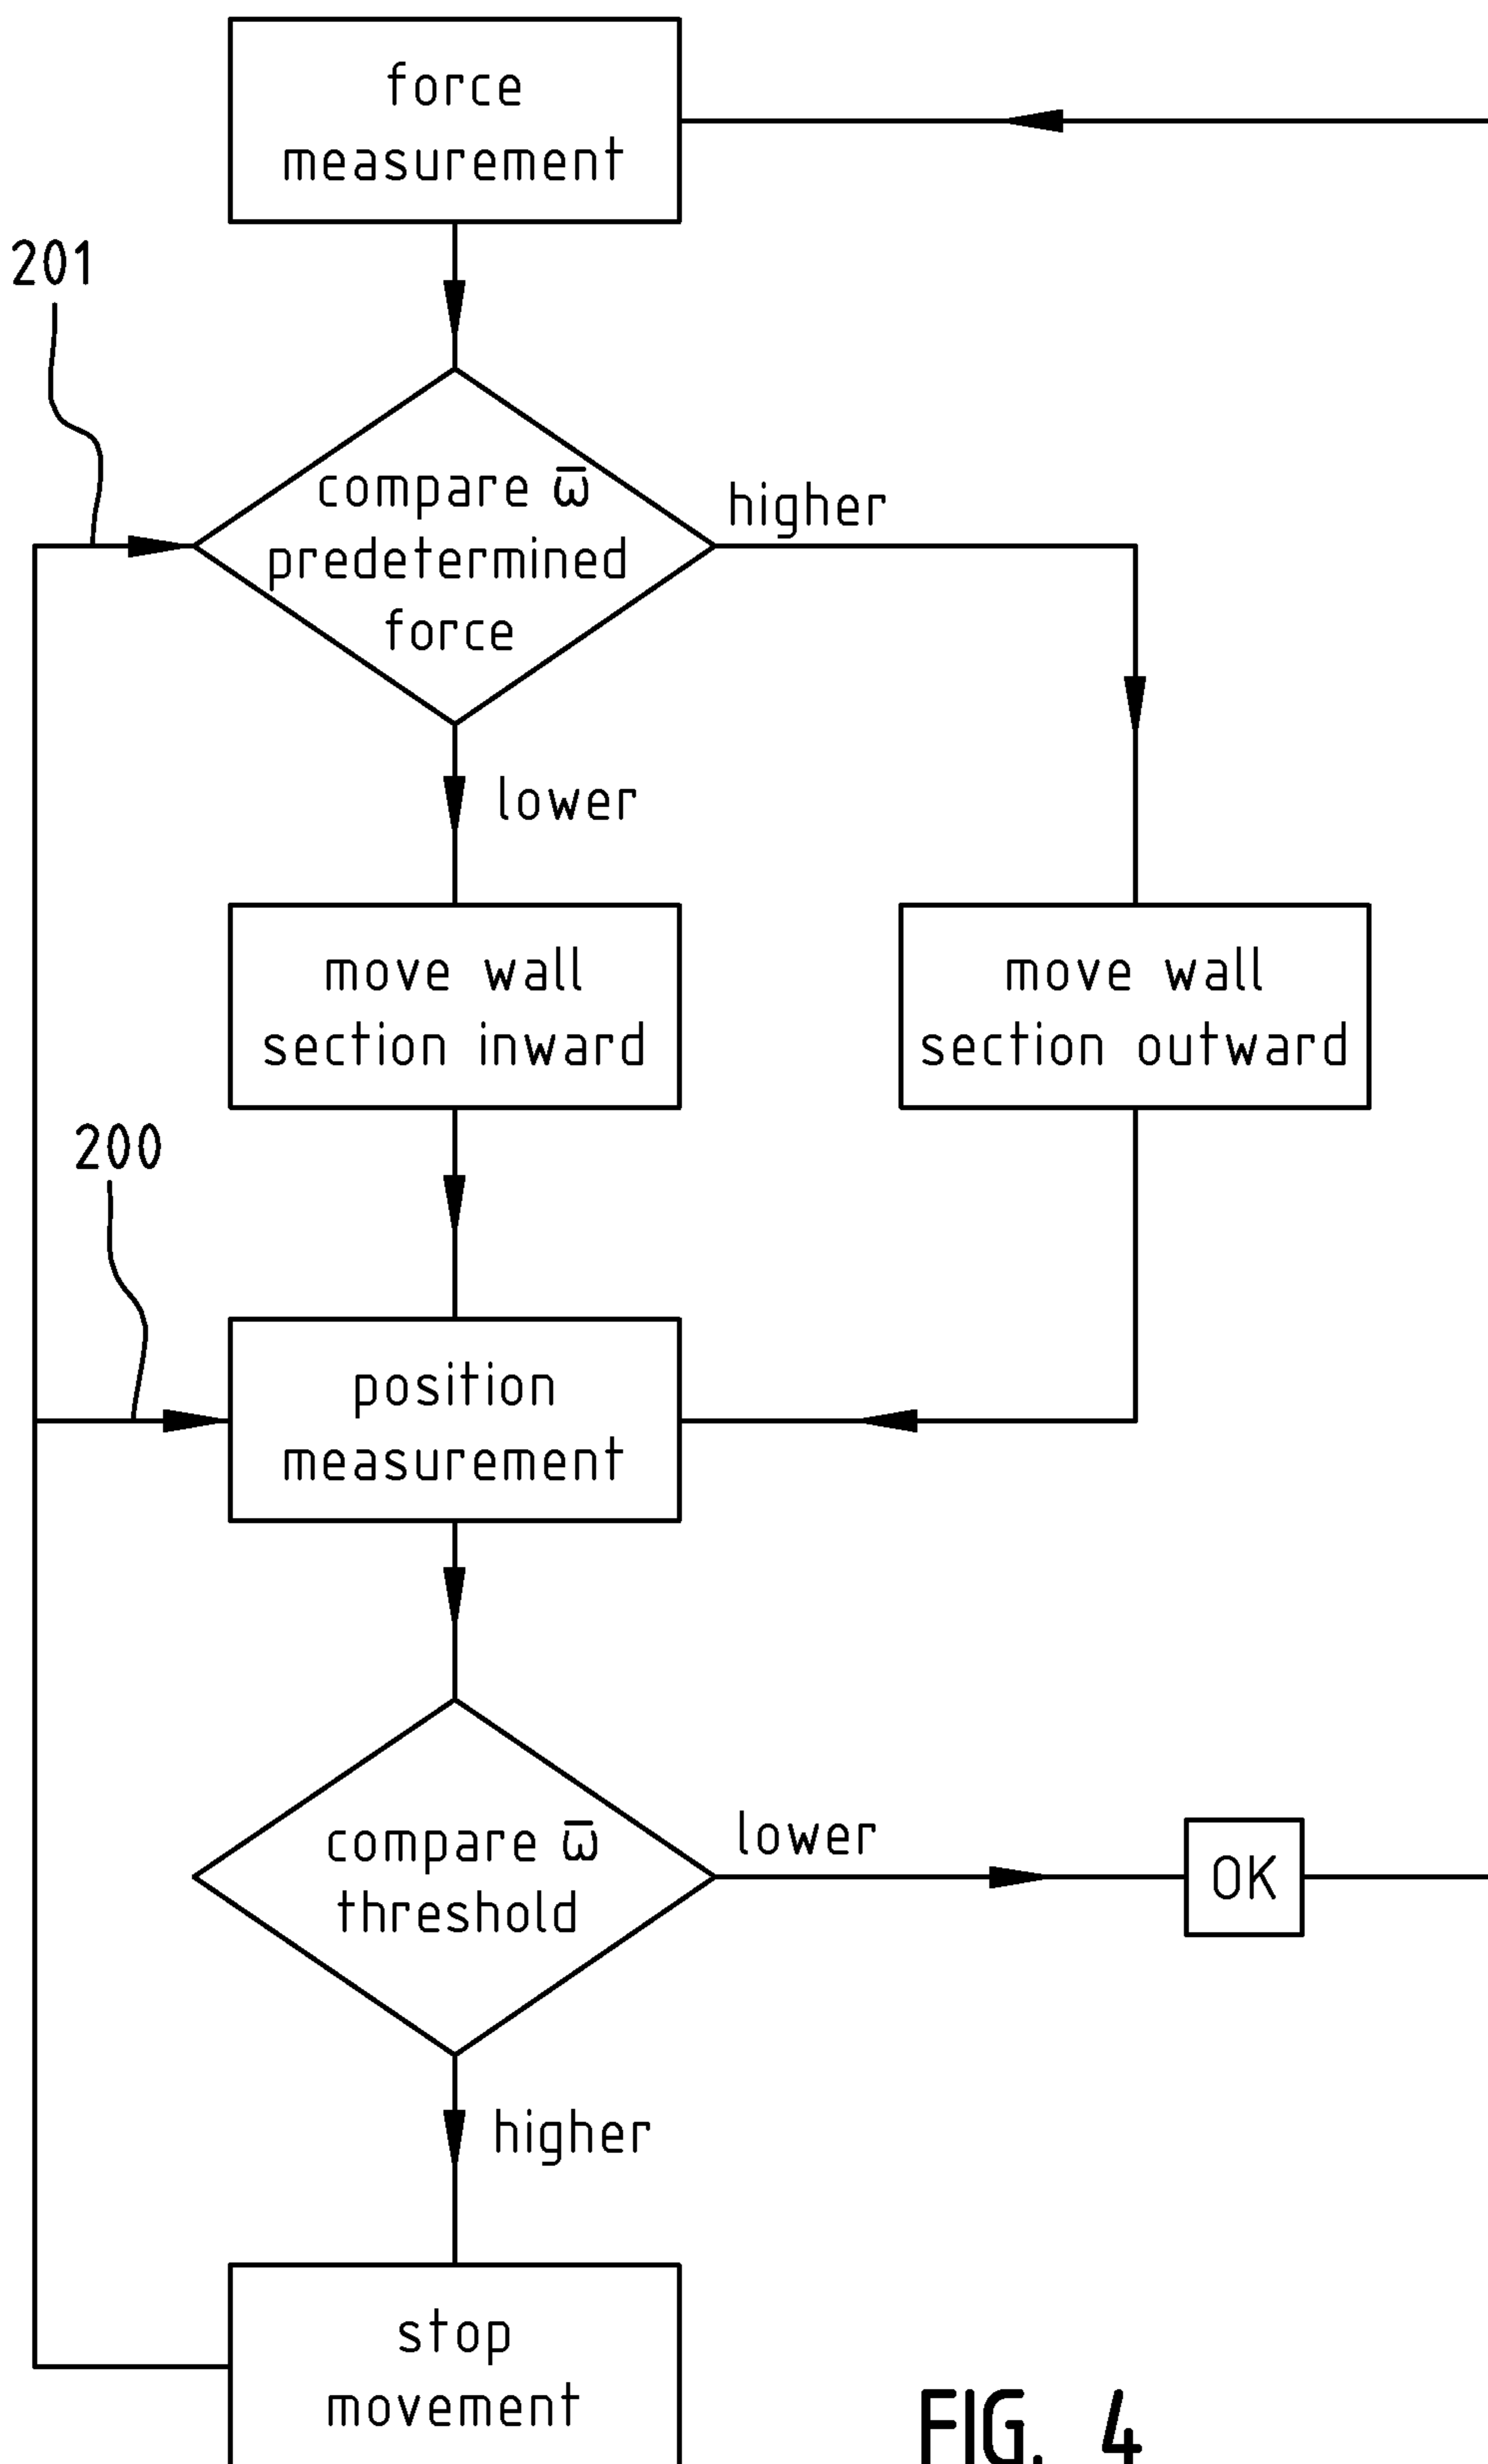 force
measurement
201
compare ω̅
predetermined
force
higher
lower
move wall
section inward
move wall
section outward
200
position
measurement
compare ω̅
threshold
lower
OK
higher
stop
movement
FIG. 4